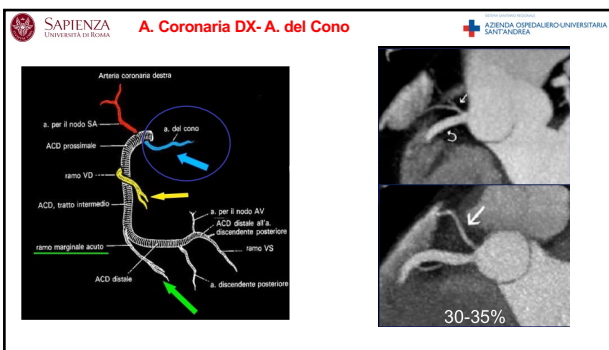 SAPIENZA
UNIVERSITÀ DI ROMA
A. Coronaria DX- A. del Cono
AZIENDA OSPEDALIERO-UNIVERSITARIA
SANT'ANDREA
Arteria coronaria destra
a. per il nodo SA
a. del cono
ACD prossimale
ramo VD
ACD, tratto intermedio
a. per il nodo AV
ACD distale all'a.
discendente posteriore
ramo marginale acuto
ramo VS
ACD distale
a. discendente posteriore
30-35%